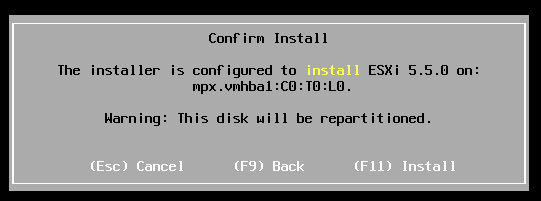 Confirm Install
The installer is configured to install ESXi 5.5.0 on:
mpx.vmhba1:C0:T0:L0.
Warning: This disk will be repartitioned.
(Esc) Cancel (F9) Back (F11) Install